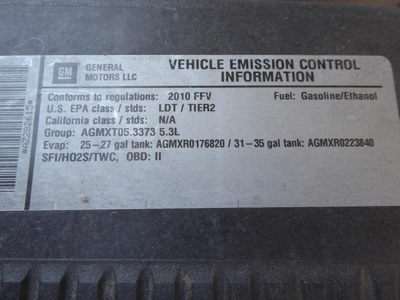 GM
GENERAL MOTORS LLC
VEHICLE EMISSION CONTROL INFORMATION
Conforms to regulations: 2010 FFV Fuel: Gasoline/Ethanol
U.S. EPA class / stds: LDT / TIER2
California class / stds: N/A
Group: AGMXT05.3373 5.3L
Evap: 25-27 gal tank: AGMXR0176820 / 31-35 gal tank: AGMXR0223840
SFI/HO2S/TWC, OBD: II